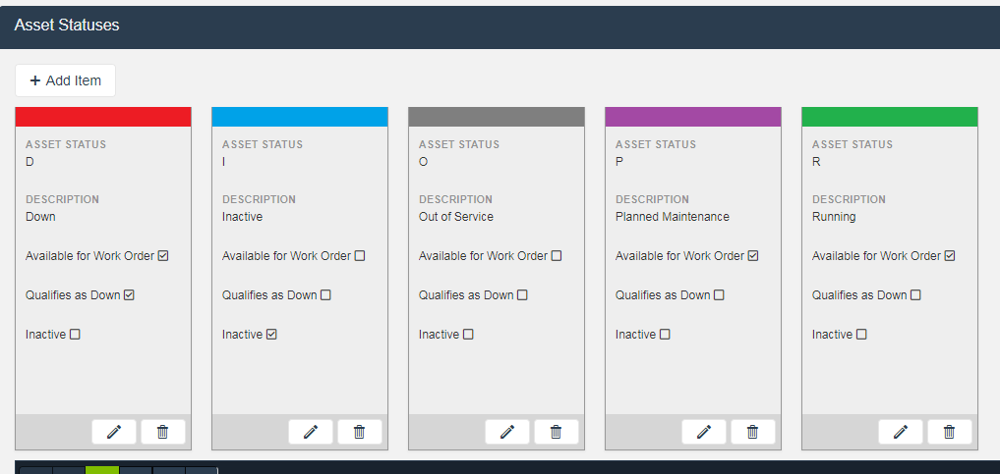 Asset Statuses
+ Add Item
ASSET STATUS
D
DESCRIPTION
Down
Available for Work Order
Qualifies as Down
Inactive
ASSET STATUS
I
DESCRIPTION
Inactive
Available for Work Order
Qualifies as Down
Inactive
ASSET STATUS
O
DESCRIPTION
Out of Service
Available for Work Order
Qualifies as Down
Inactive
ASSET STATUS
P
DESCRIPTION
Planned Maintenance
Available for Work Order
Qualifies as Down
Inactive
ASSET STATUS
R
DESCRIPTION
Running
Available for Work Order
Qualifies as Down
Inactive